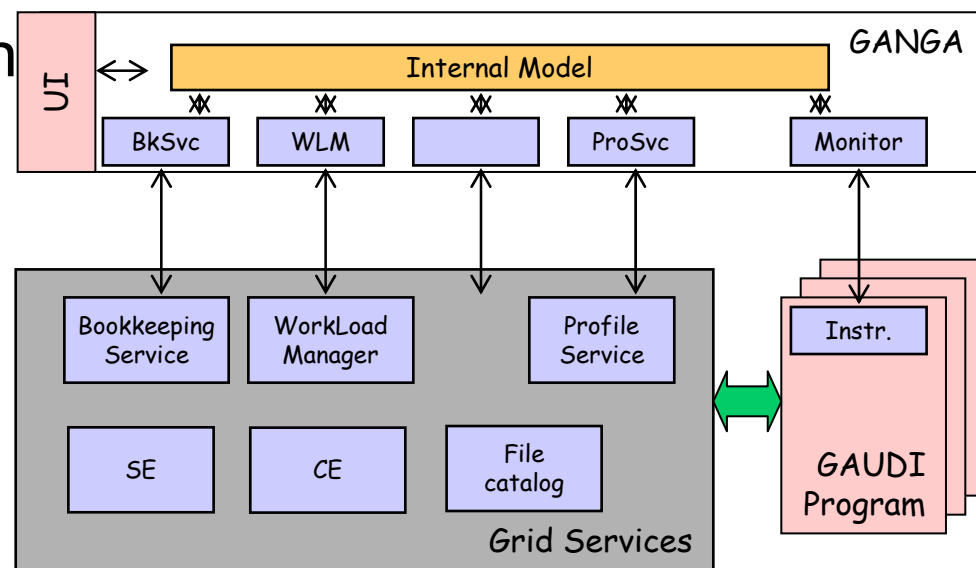 n
GANGA
UI
Internal Model
BkSvc
WLM
ProSvc
Monitor
Bookkeeping
Service
WorkLoad
Manager
Profile
Service
Instr.
SE
CE
File
catalog
GAUDI
Program
Grid Services